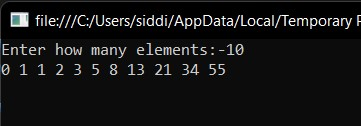 file:///C:/Users/siddi/AppData/Local/Temporary P
Enter how many elements:-10
0 1 1 2 3 5 8 13 21 34 55